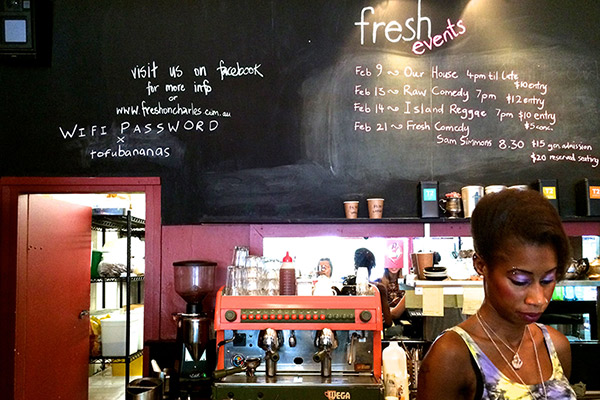 visit us on facebook
for more info
or
www.freshoncharles.com.au
WIFI PASSWORD
x
tofubananas
fresh
events
Feb 9 ~ Our House 4pm til late
$10 entry
Feb 13 ~ Raw Comedy 7pm $12 entry
Feb 14 ~ Island Reggae 7pm $10 entry
$5 conc.
Feb 21 ~ Fresh Comedy
Sam Simmons 8.30 $15 gen. admission
$20 reserved seating
T2
T2
WEGA